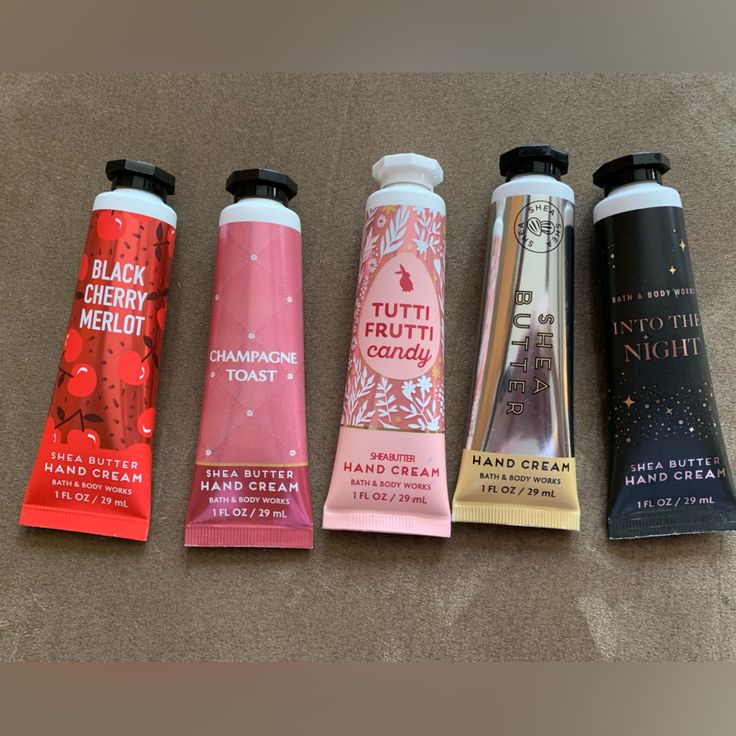 BLACK
CHERRY
MERLOT
SHEA BUTTER
HAND CREAM
BATH & BODY WORKS
1 FL OZ / 29 mL
CHAMPAGNE
TOAST
SHEA BUTTER
HAND CREAM
BATH & BODY WORKS
1 FL OZ / 29 mL
TUTTI
FRUTTI
candy
SHEA BUTTER
HAND CREAM
BATH & BODY WORKS
1 FL OZ / 29 mL
SHEA SHEA SHEA
SHEA
BUTTER
HAND CREAM
BATH & BODY WORKS
1 FL OZ / 29 mL
BATH & BODY WORKS
INTO THE
NIGHT
SHEA BUTTER
HAND CREAM
1 FL OZ / 29 mL